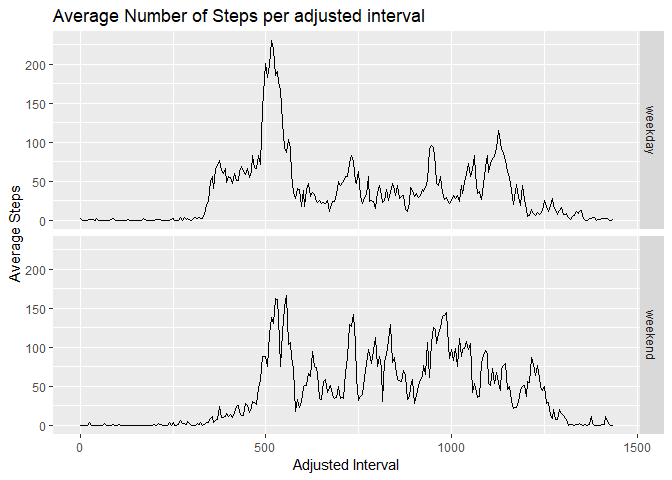 Average Number of Steps per adjusted interval
Average Steps
200
150
100
50
0
weekday
200
150
100
50
0
weekend
0 500 1000 1500
Adjusted Interval